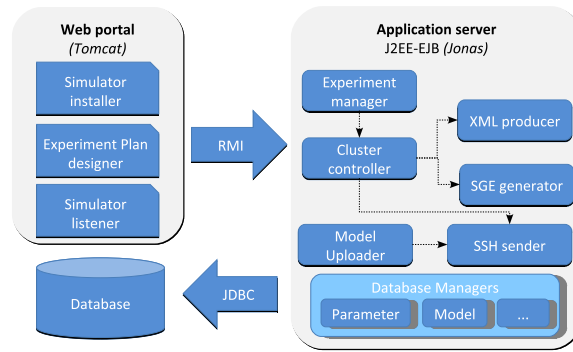 Web portal
(Tomcat)
Simulator
installer
Experiment Plan
designer
Simulator
listener
RMI
Application server
J2EE-EJB (Jonas)
Experiment
manager
Cluster
controller
XML producer
SGE generator
Model
Uploader
SSH sender
Database Managers
Parameter
Model
...
JDBC
Database